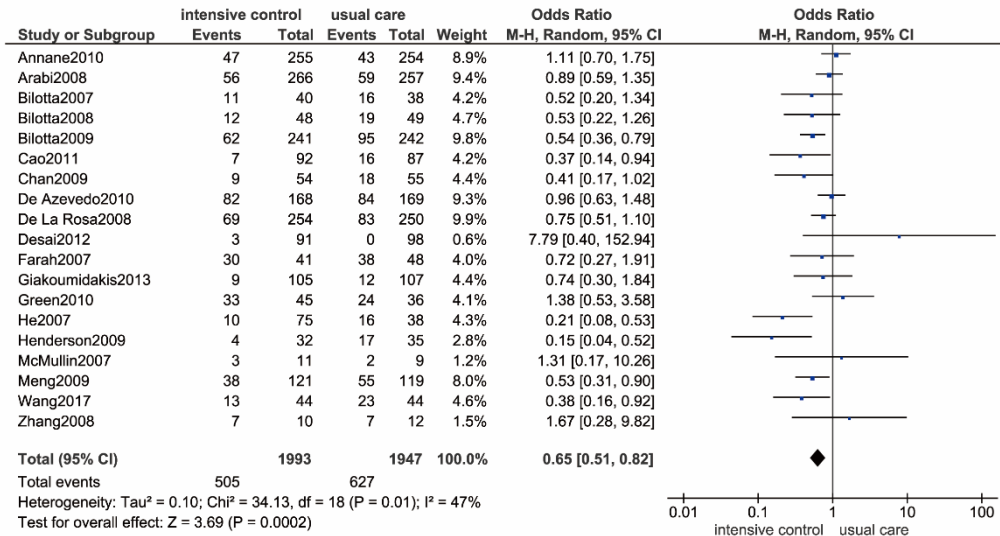 intensive control usual care Odds Ratio Odds Ratio
Study or Subgroup Events Total Events Total Weight M-H, Random, 95% CI M-H, Random, 95% CI
Annane2010 47 255 43 254 8.9% 1.11 [0.70, 1.75]
Arabi2008 56 266 59 257 9.4% 0.89 [0.59, 1.35]
Bilotta2007 11 40 16 38 4.2% 0.52 [0.20, 1.34]
Bilotta2008 12 48 19 49 4.8% 0.53 [0.22, 1.26]
Bilotta2009 62 241 95 242 9.8% 0.54 [0.36, 0.79]
Cao2011 7 92 16 87 4.2% 0.37 [0.14, 0.94]
Chan2009 9 54 18 55 4.4% 0.41 [0.17, 1.02]
De Azevedo2010 82 168 84 169 9.3% 0.96 [0.63, 1.48]
De La Rosa2008 69 254 83 250 9.9% 0.75 [0.51, 1.10]
Desai2012 3 91 0 98 0.6% 7.79 [0.40, 152.94]
Farah2007 30 41 38 48 4.0% 0.72 [0.27, 1.91]
Giakoumidakis2013 9 105 12 107 4.4% 0.74 [0.30, 1.84]
Green2010 33 45 24 36 4.1% 1.38 [0.53, 3.58]
He2007 10 75 16 38 4.3% 0.21 [0.08, 0.53]
Henderson2009 4 32 17 35 2.8% 0.15 [0.04, 0.52]
McMullin2007 3 11 2 9 1.2% 1.31 [0.17, 10.26]
Meng2009 38 121 55 119 8.0% 0.53 [0.31, 0.90]
Wang2017 13 44 23 44 4.6% 0.38 [0.16, 0.92]
Zhang2008 7 10 7 12 1.5% 1.67 [0.28, 9.82]
Total (95% CI) 1993 1947 100.0% 0.65 [0.51, 0.82]
Total events 505 627
Heterogeneity: Tau² = 0.10; Chi² = 34.13, df = 18 (P = 0.01); I² = 47%
Test for overall effect: Z = 3.69 (P = 0.0002)
0.01 0.1 1 10 100
intensive control usual care